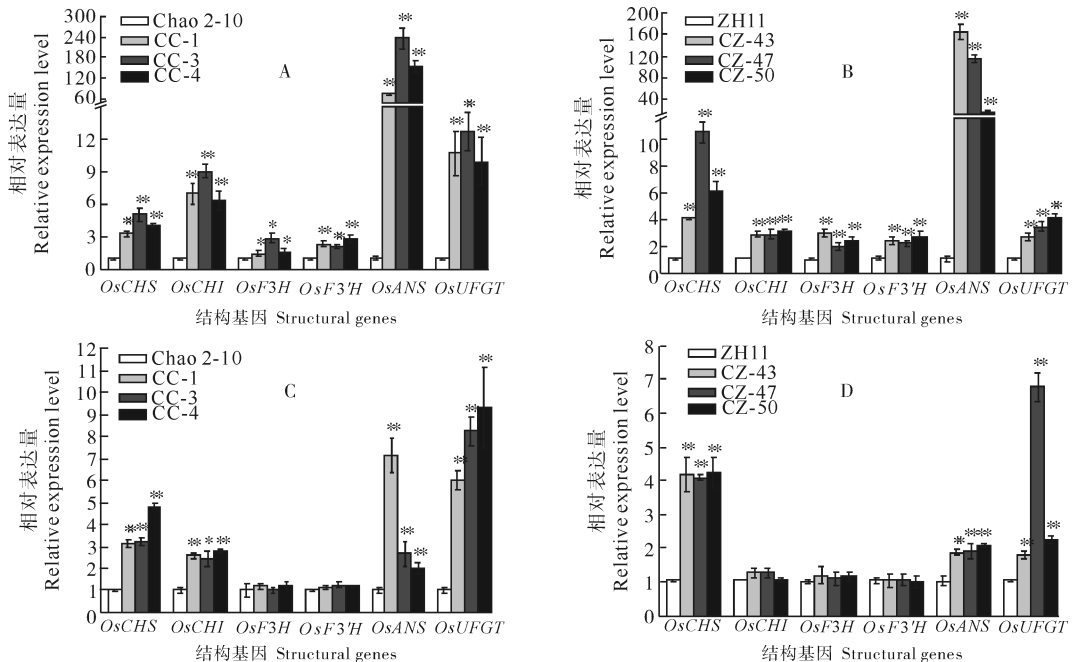 300
240
180
120
60
12
9
6
3
0
相对表达量
Relative expression level
Chao 2-10
CC-1
CC-3
CC-4
A
** ** ** ** ** ** * * * ** ** ** ** ** ** ** ** **
OsCHS OsCHI OsF3H OsF3'H OsANS OsUFGT
结构基因 Structural genes
200
160
120
80
40
10
8
6
4
2
0
相对表达量
Relative expression level
ZH11
CZ-43
CZ-47
CZ-50
B
** ** ** ** ** ** ** ** ** ** ** ** ** ** ** ** ** **
OsCHS OsCHI OsF3H OsF3'H OsANS OsUFGT
结构基因 Structural genes
12
11
10
9
8
7
6
5
4
3
2
1
0
相对表达量
Relative expression level
Chao 2-10
CC-1
CC-3
CC-4
C
** ** ** ** * ** ** ** ** ** ** **
OsCHS OsCHI OsF3H OsF3'H OsANS OsUFGT
结构基因 Structural genes
8
7
6
5
4
3
2
1
0
相对表达量
Relative expression level
ZH11
CZ-43
CZ-47
CZ-50
D
** ** ** ** ** ** ** ** **
OsCHS OsCHI OsF3H OsF3'H OsANS OsUFGT
结构基因 Structural genes